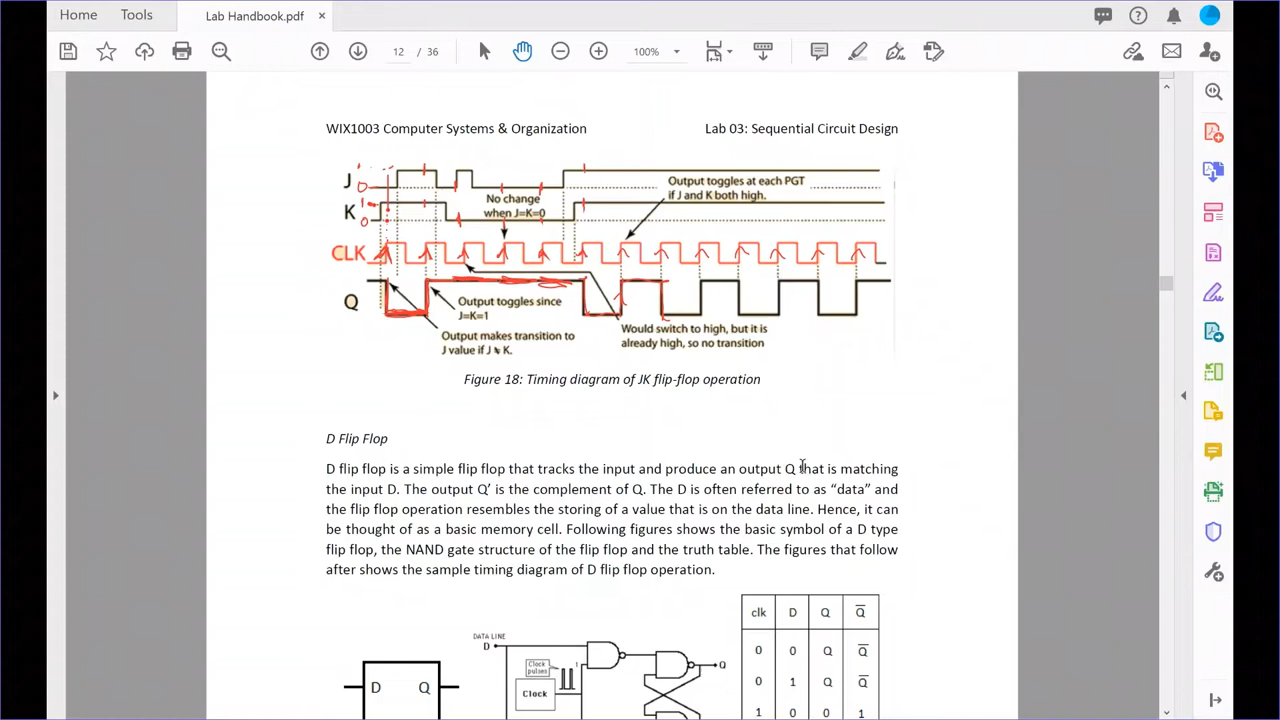 Home
Tools
Lab Handbook.pdf
×
12 / 36
100%
WIX1003 Computer Systems & Organization
Lab 03: Sequential Circuit Design
J
1
0
K
1
0
CLK
Q
No change
when J=K=0
Output toggles at each PGT
if J and K both high.
Output toggles since
J=K=1
Output makes transition to
J value if J ≠ K.
Would switch to high, but it is
already high, so no transition
Figure 18: Timing diagram of JK flip-flop operation
D Flip Flop
D flip flop is a simple flip flop that tracks the input and produce an output Q that is matching
the input D. The output Q’ is the complement of Q. The D is often referred to as “data” and
the flip flop operation resembles the storing of a value that is on the data line. Hence, it can
be thought of as a basic memory cell. Following figures shows the basic symbol of a D type
flip flop, the NAND gate structure of the flip flop and the truth table. The figures that follow
after shows the sample timing diagram of D flip flop operation.
D Q
DATA LINE
D
Clock
pulses
1
Clock
Q
clk D Q Q̅
0 0 Q Q̅
0 1 Q Q̅
1 0 0 1